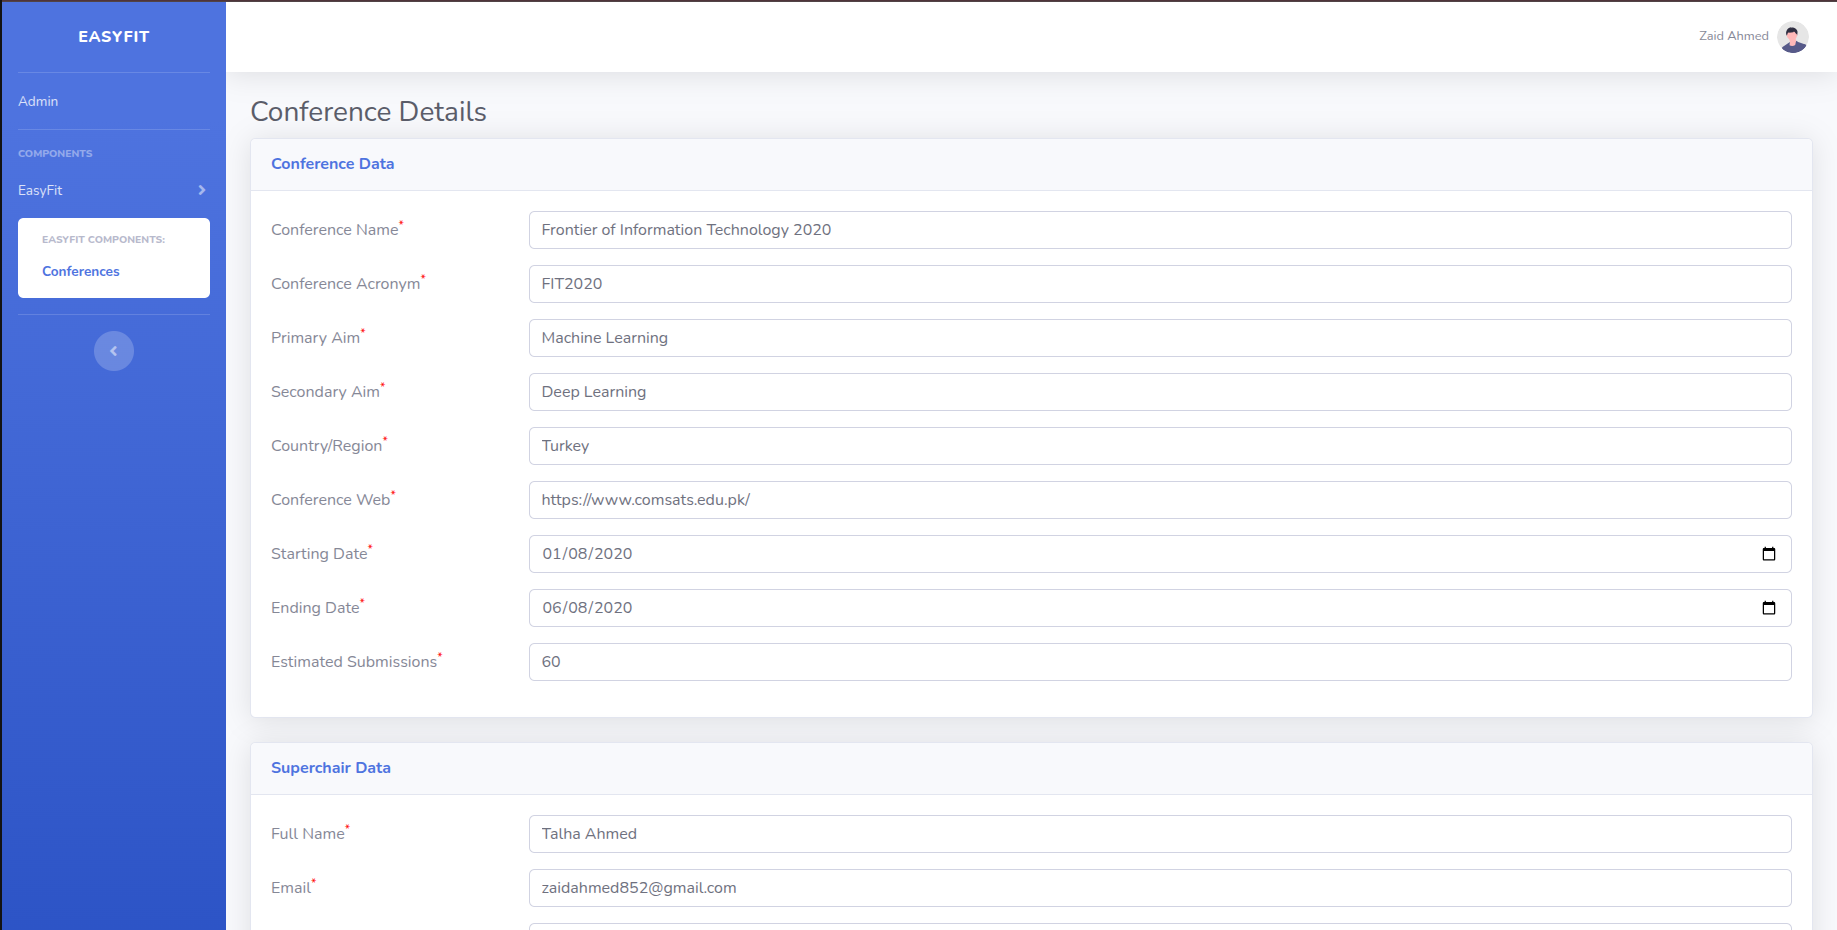 EASYFIT
Zaid Ahmed
Admin
COMPONENTS
EasyFit
EASYFIT COMPONENTS:
Conferences
Conference Details
Conference Data
Conference Name* Frontier of Information Technology 2020
Conference Acronym* FIT2020
Primary Aim* Machine Learning
Secondary Aim* Deep Learning
Country/Region* Turkey
Conference Web* https://www.comsats.edu.pk/
Starting Date* 01/08/2020
Ending Date* 06/08/2020
Estimated Submissions* 60
Superchair Data
Full Name* Talha Ahmed
Email* zaidahmed852@gmail.com